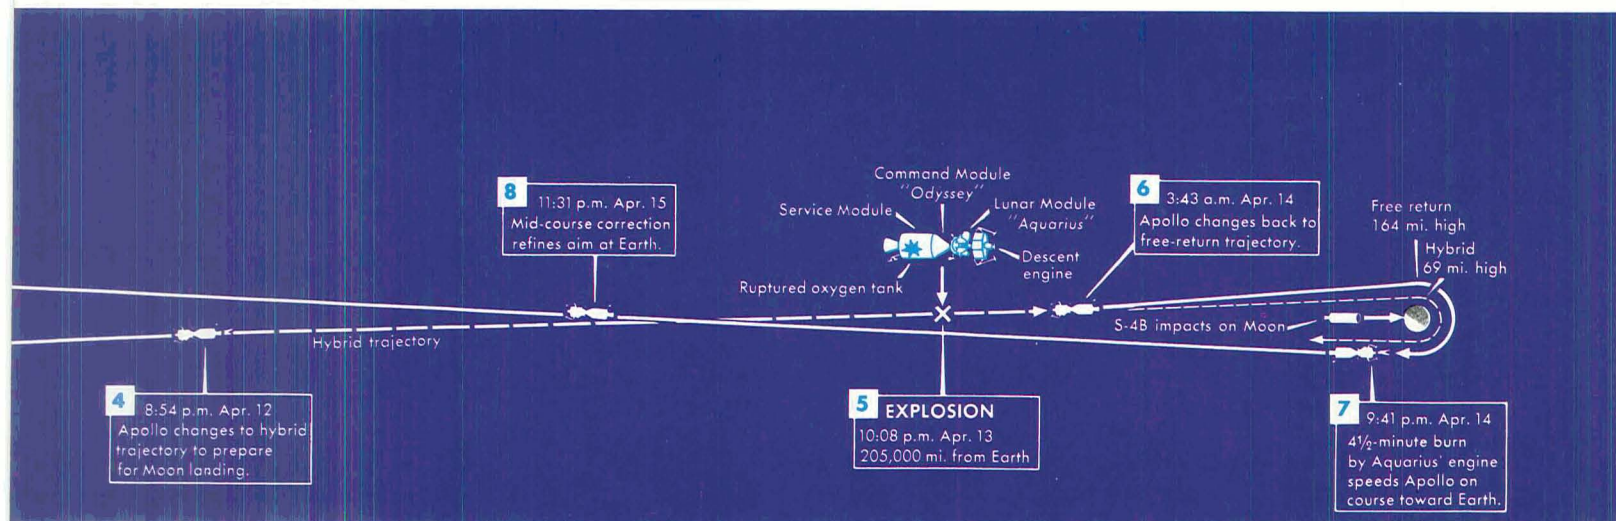 8
11:31 p.m. Apr. 15
Mid-course correction
refines aim at Earth.
Command Module
"Odyssey"
Service Module
Lunar Module
"Aquarius"
Descent
engine
Ruptured oxygen tank
6
3:43 a.m. Apr. 14
Apollo changes back to
free-return trajectory.
Free return
164 mi. high
Hybrid
69 mi. high
S-4B impacts on Moon
Hybrid trajectory
4
8:54 p.m. Apr. 12
Apollo changes to hybrid
trajectory to prepare
for Moon landing.
5 EXPLOSION
10:08 p.m. Apr. 13
205,000 mi. from Earth
7
9:41 p.m. Apr. 14
4½-minute burn
by Aquarius' engine
speeds Apollo on
course toward Earth.